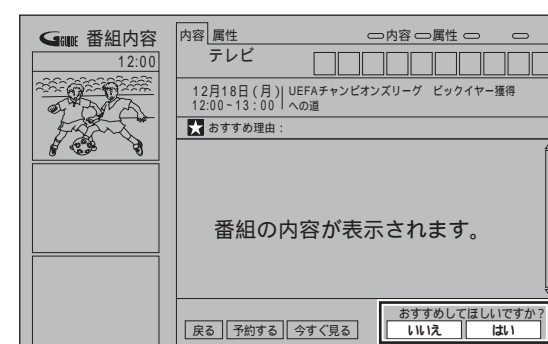 GGUIDE 番組内容
12:00
内容 属性 内容 属性
テレビ
12月18日(月) UEFAチャンピオンズリーグ ビックイヤー獲得
12:00~13:00 への道
★おすすめ理由:
番組の内容が表示されます。
おすすめしてほしいですか?
戻る 予約する 今すぐ見る いいえ はい